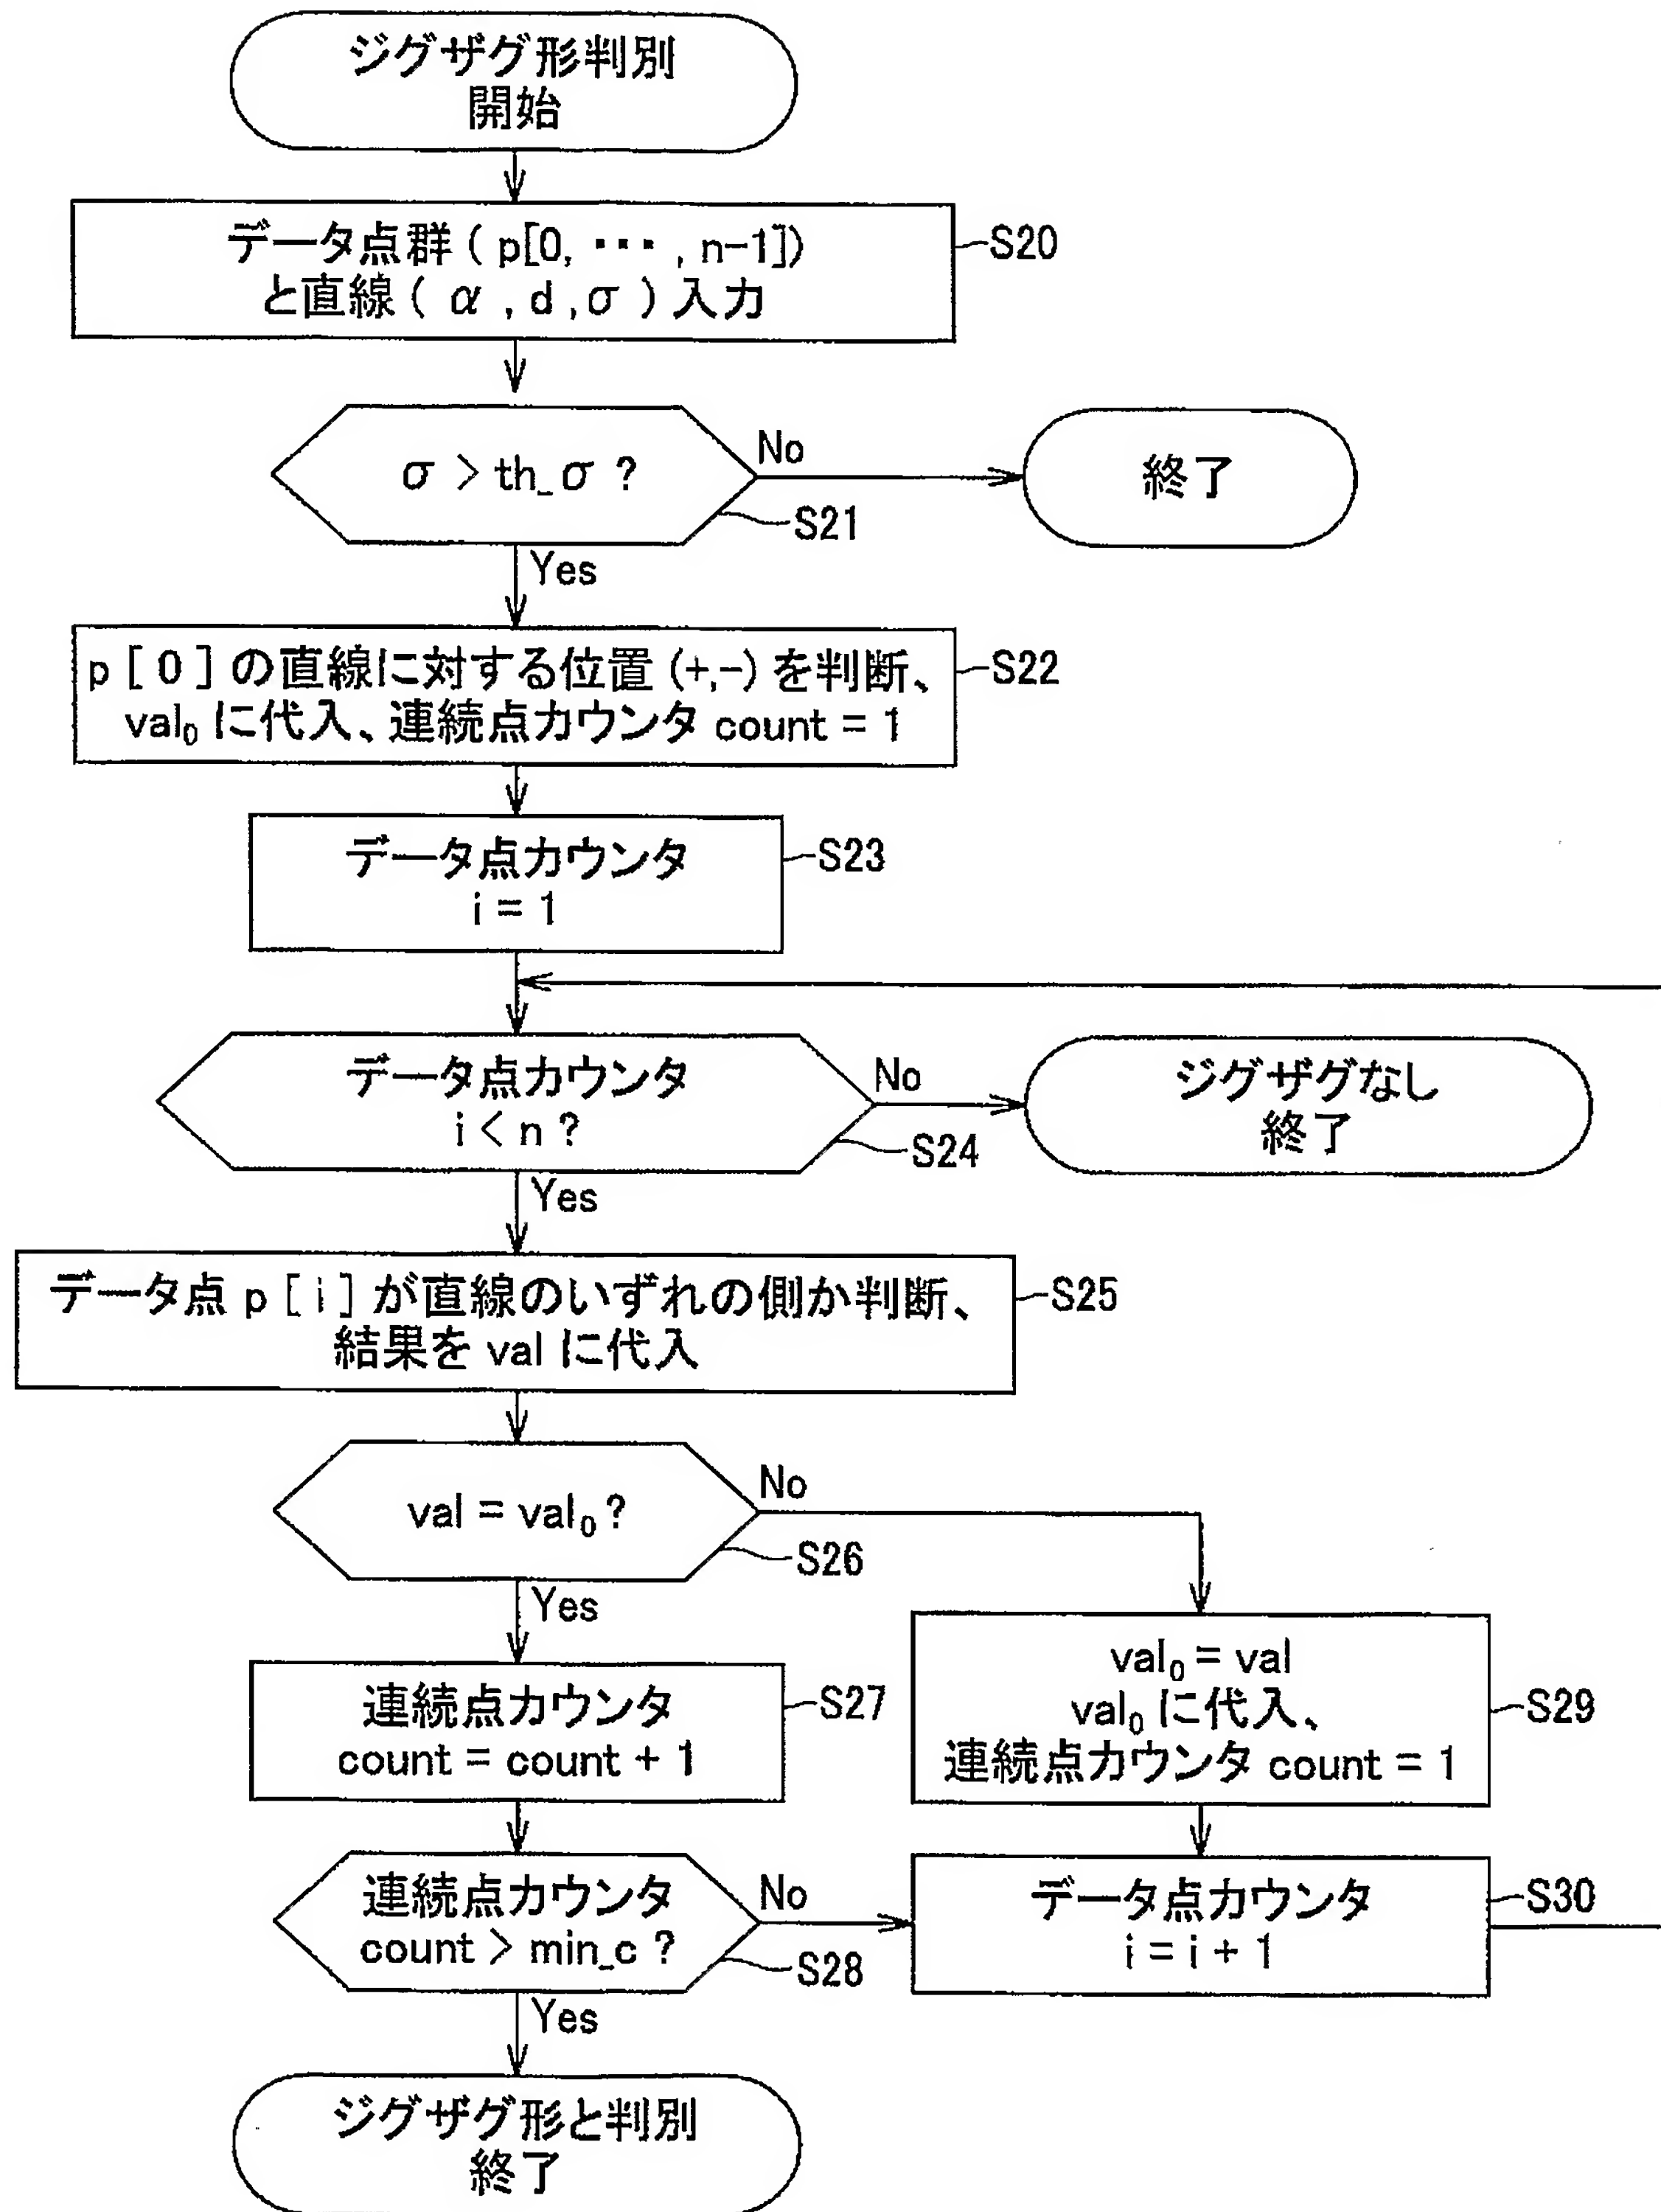 ジグザグ形判別
開始
データ点群 ( p[0, ･･･ , n-1])
と直線 ( α , d ,σ ) 入力
S20
σ > th_σ ?
No
S21
終了
Yes
p [ 0 ] の直線に対する位置 (+,-) を判断、
val₀ に代入、連続点カウンタ count = 1
S22
データ点カウンタ
i = 1
S23
データ点カウンタ
i < n ?
No
S24
ジグザグなし
終了
Yes
データ点 p [ i ] が直線のいずれの側か判断、
結果を val に代入
S25
val = val₀ ?
No
S26
Yes
連続点カウンタ
count = count + 1
S27
val₀ = val
val₀ に代入、
連続点カウンタ count = 1
S29
連続点カウンタ
count > min_c ?
No
S28
データ点カウンタ
i = i + 1
S30
Yes
ジグザグ形と判別
終了